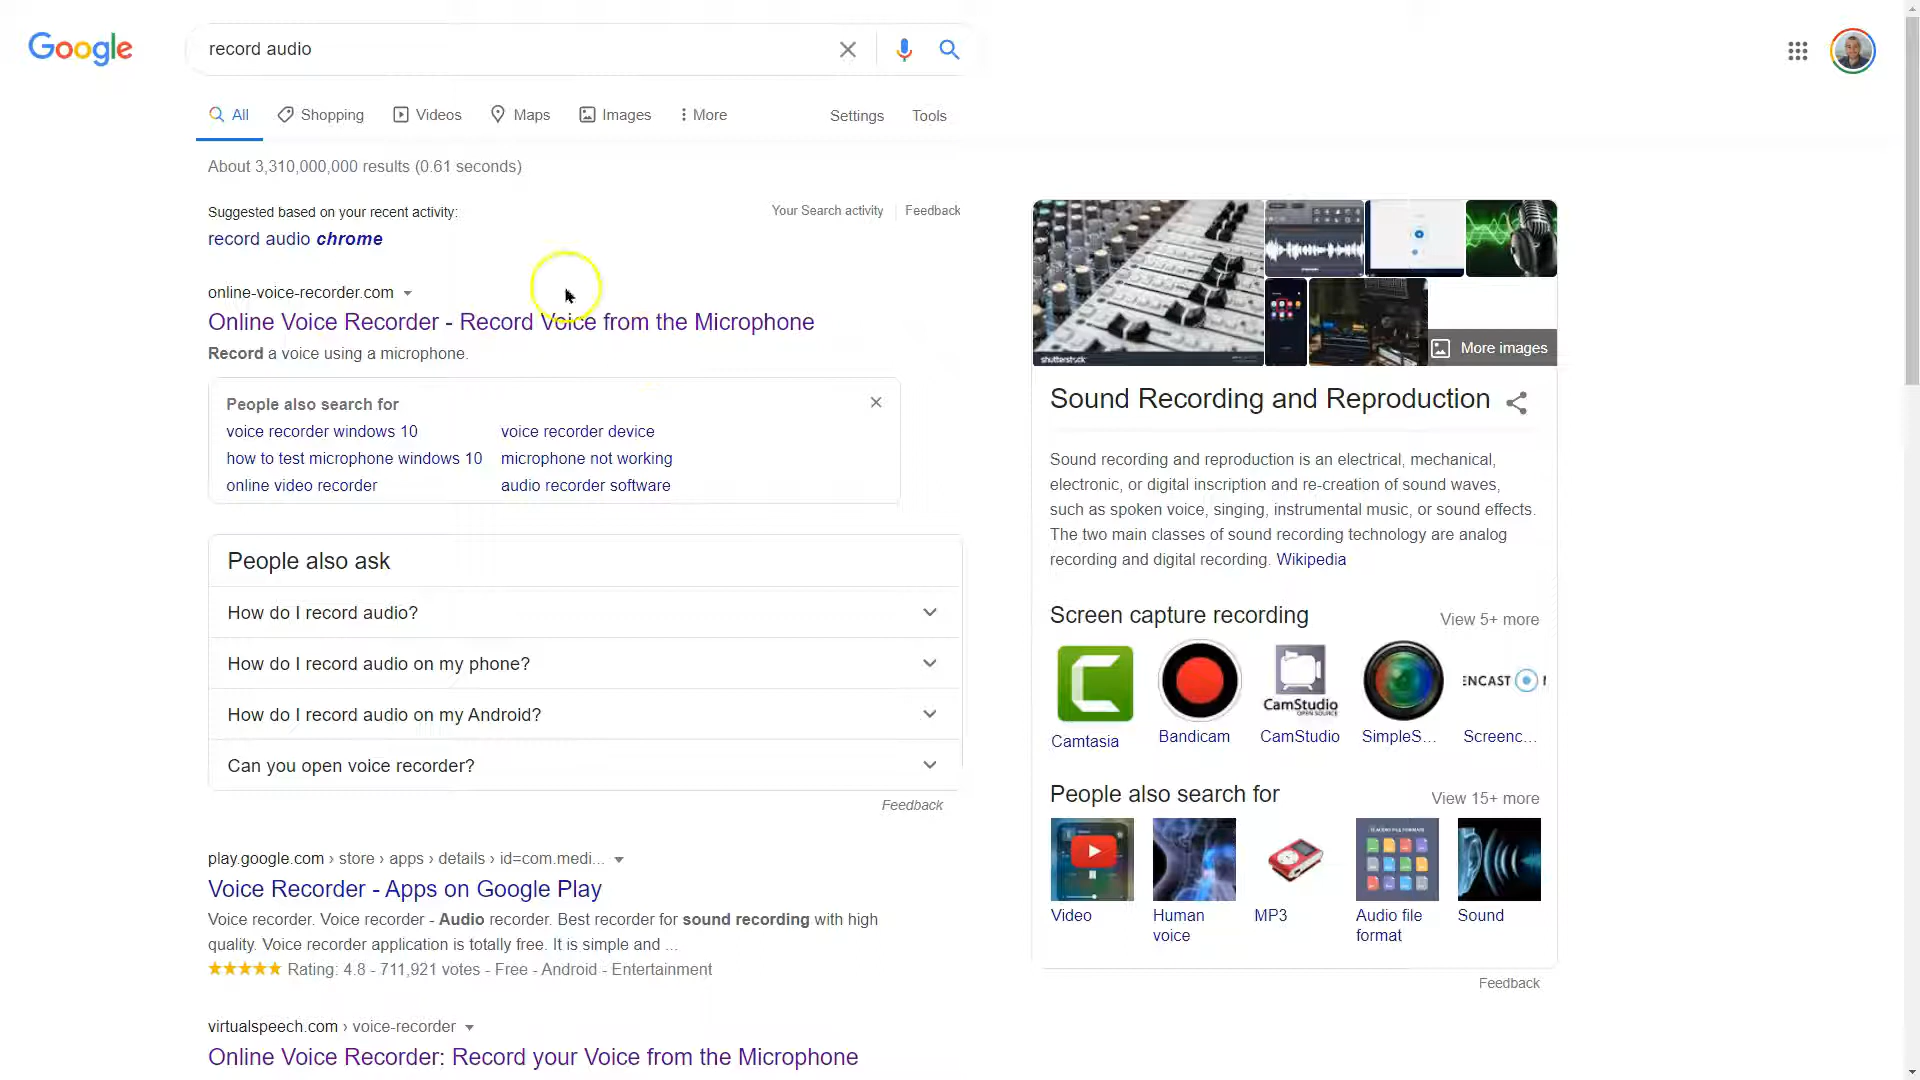 Google
record audio
All
Shopping
Videos
Maps
Images
More
Settings
Tools
About 3,310,000,000 results (0.61 seconds)
Suggested based on your recent activity:
Your Search activity
Feedback
record audio chrome
online-voice-recorder.com
Online Voice Recorder - Record Voice from the Microphone
Record a voice using a microphone.
People also search for
voice recorder windows 10
voice recorder device
how to test microphone windows 10
microphone not working
online video recorder
audio recorder software
People also ask
How do I record audio?
How do I record audio on my phone?
How do I record audio on my Android?
Can you open voice recorder?
Feedback
play.google.com › store › apps › details › id=com.medi...
Voice Recorder - Apps on Google Play
Voice recorder. Voice recorder - Audio recorder. Best recorder for sound recording with high
quality. Voice recorder application is totally free. It is simple and ...
Rating: 4.8 - 711,921 votes - Free - Android - Entertainment
virtualspeech.com › voice-recorder
Online Voice Recorder: Record your Voice from the Microphone
shutterstock
More images
Sound Recording and Reproduction
Sound recording and reproduction is an electrical, mechanical,
electronic, or digital inscription and re-creation of sound waves,
such as spoken voice, singing, instrumental music, or sound effects.
The two main classes of sound recording technology are analog
recording and digital recording. Wikipedia
Screen capture recording
View 5+ more
CamStudio
OPEN SOURCE
ENCAST
Camtasia
Bandicam
CamStudio
SimpleS...
Screenc...
People also search for
View 15+ more
AUDIO FILE FORMATS
Video
Human
voice
MP3
Audio file
format
Sound
Feedback